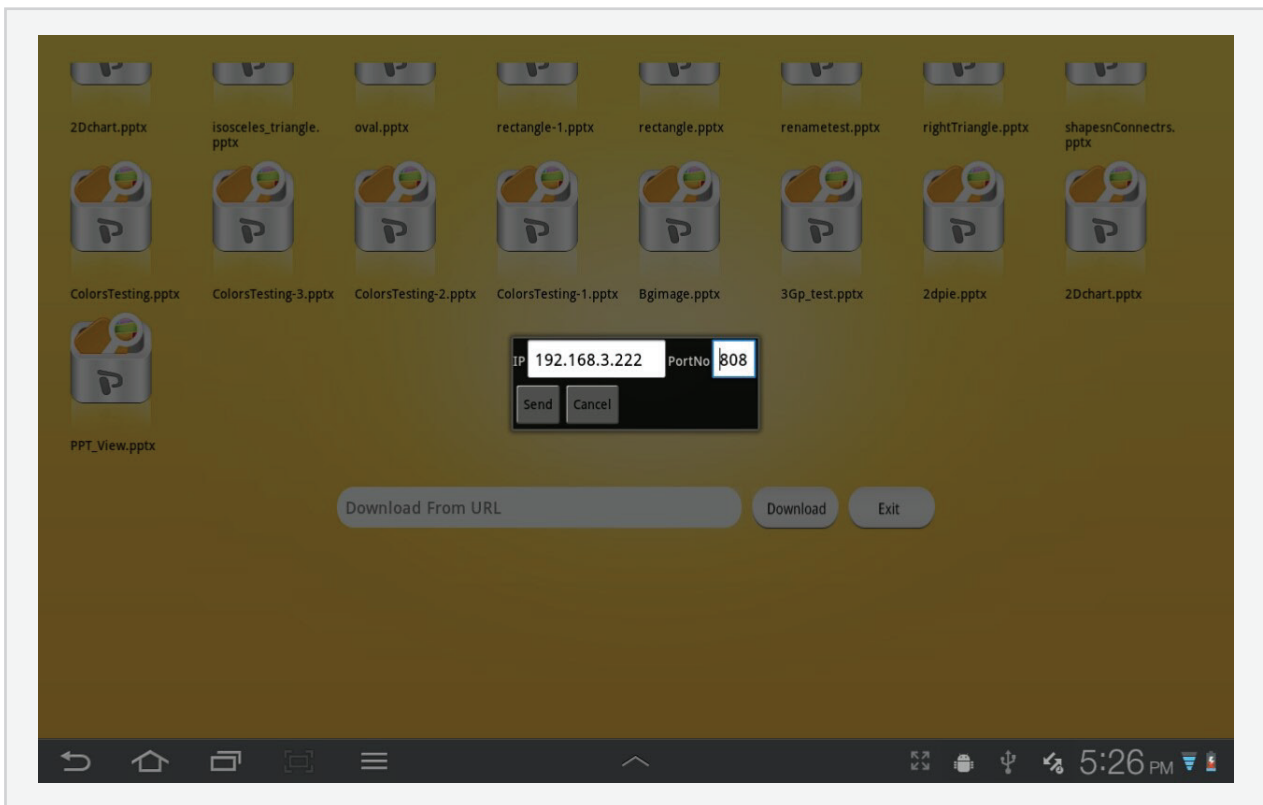 2Dchart.pptx isosceles_triangle. oval.pptx rectangle-1.pptx rectangle.pptx renametest.pptx rightTriangle.pptx shapesnConnectrs.
pptx pptx
ColorsTesting.pptx ColorsTesting-3.pptx ColorsTesting-2.pptx ColorsTesting-1.pptx Bgimage.pptx 3Gp_test.pptx 2dpie.pptx 2Dchart.pptx
IP 192.168.3.222 PortNo 808
Send Cancel
PPT_View.pptx
Download From URL Download Exit
5:26 PM